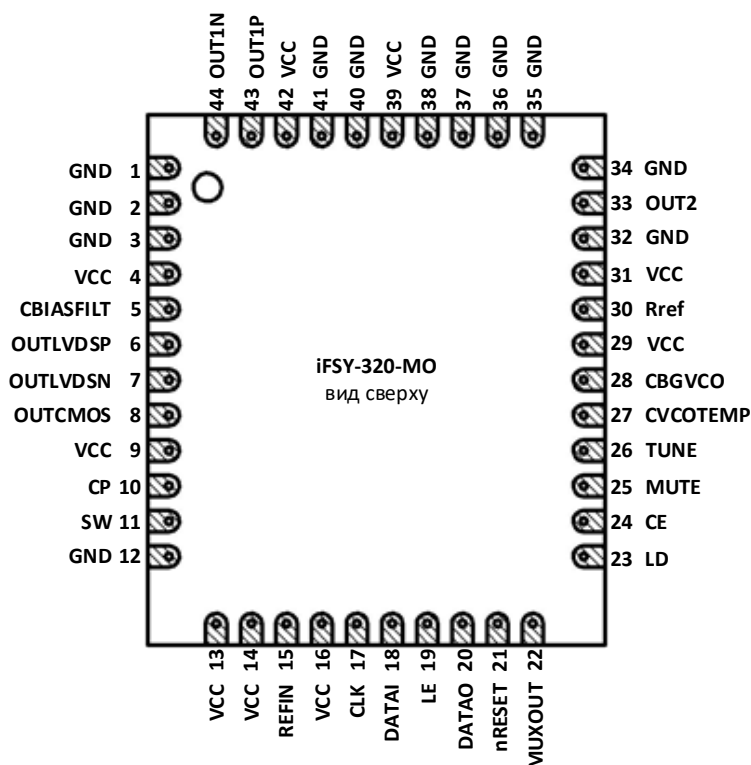 44 OUT1N
43 OUT1P
42 VCC
41 GND
40 GND
39 VCC
38 GND
37 GND
36 GND
35 GND
GND 1
GND 2
GND 3
VCC 4
CBIASFILT 5
OUTLVDSP 6
OUTLVDSN 7
OUTCMOS 8
VCC 9
CP 10
SW 11
GND 12
iFSY-320-MO
вид сверху
34 GND
33 OUT2
32 GND
31 VCC
30 Rref
29 VCC
28 CBGVCO
27 CVCOTEMP
26 TUNE
25 MUTE
24 CE
23 LD
VCC 13
VCC 14
REFIN 15
VCC 16
CLK 17
DATAI 18
LE 19
DATAO 20
nRESET 21
MUXOUT 22